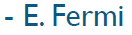 - E. Fermi